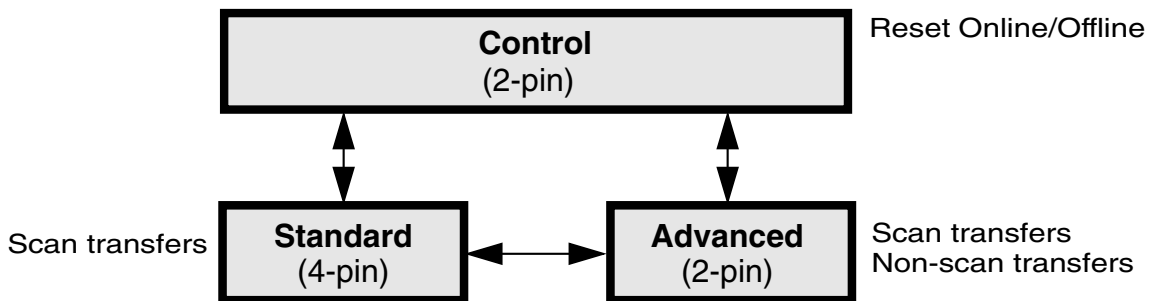 Control
(2-pin)
Reset Online/Offline
Scan transfers
Standard
(4-pin)
Advanced
(2-pin)
Scan transfers
Non-scan transfers